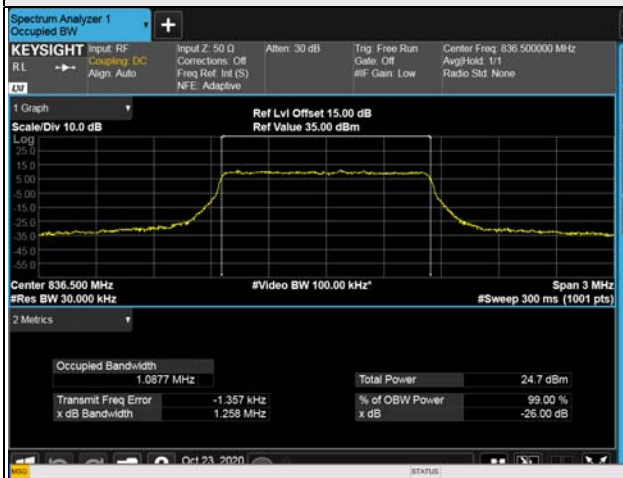 Spectrum Analyzer 1
Occupied BW
+
KEYSIGHT Input: RF Input Z: 50 Ω Atten: 30 dB Trig: Free Run Center Freq: 836.500000 MHz
RL Coupling: DC Corrections: Off Gate: Off Avg|Hold: 1/1
Align: Auto Freq Ref: Int (S) #IF Gain: Low Radio Std: None
LXI NFE: Adaptive
1 Graph Ref Lvl Offset 15.00 dB
Scale/Div 10.0 dB Ref Value 35.00 dBm
Log
25.0
15.0
5.00
-5.00
-15.0
-25.0
-35.0
-45.0
-55.0
Center 836.500 MHz #Video BW 100.00 kHz* Span 3 MHz
#Res BW 30.000 kHz #Sweep 300 ms (1001 pts)
2 Metrics
Occupied Bandwidth
1.0877 MHz Total Power 24.7 dBm
Transmit Freq Error -1.357 kHz % of OBW Power 99.00 %
x dB Bandwidth 1.258 MHz x dB -26.00 dB
Oct 23, 2020
MSG STATUS